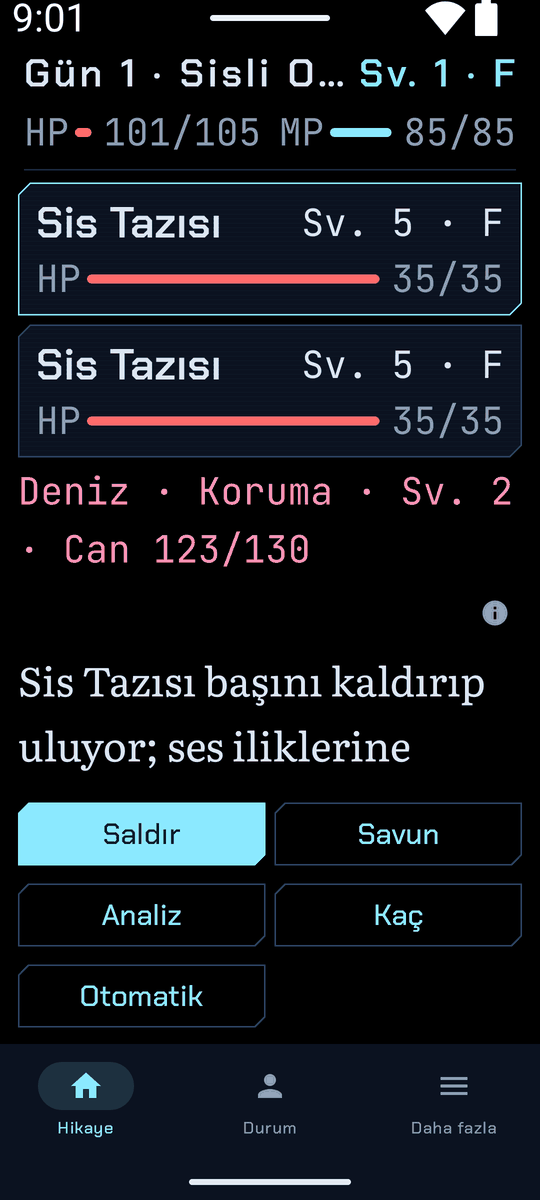 9:01
Gün 1 · Sisli O... Sv. 1 · F
HP 101/105 MP 85/85
Sis Tazısı Sv. 5 · F
HP 35/35
Sis Tazısı Sv. 5 · F
HP 35/35
Deniz · Koruma · Sv. 2
· Can 123/130
Sis Tazısı başını kaldırıp
uluyor; ses iliklerine
Saldır Savun
Analiz Kaç
Otomatik
Hikaye Durum Daha fazla